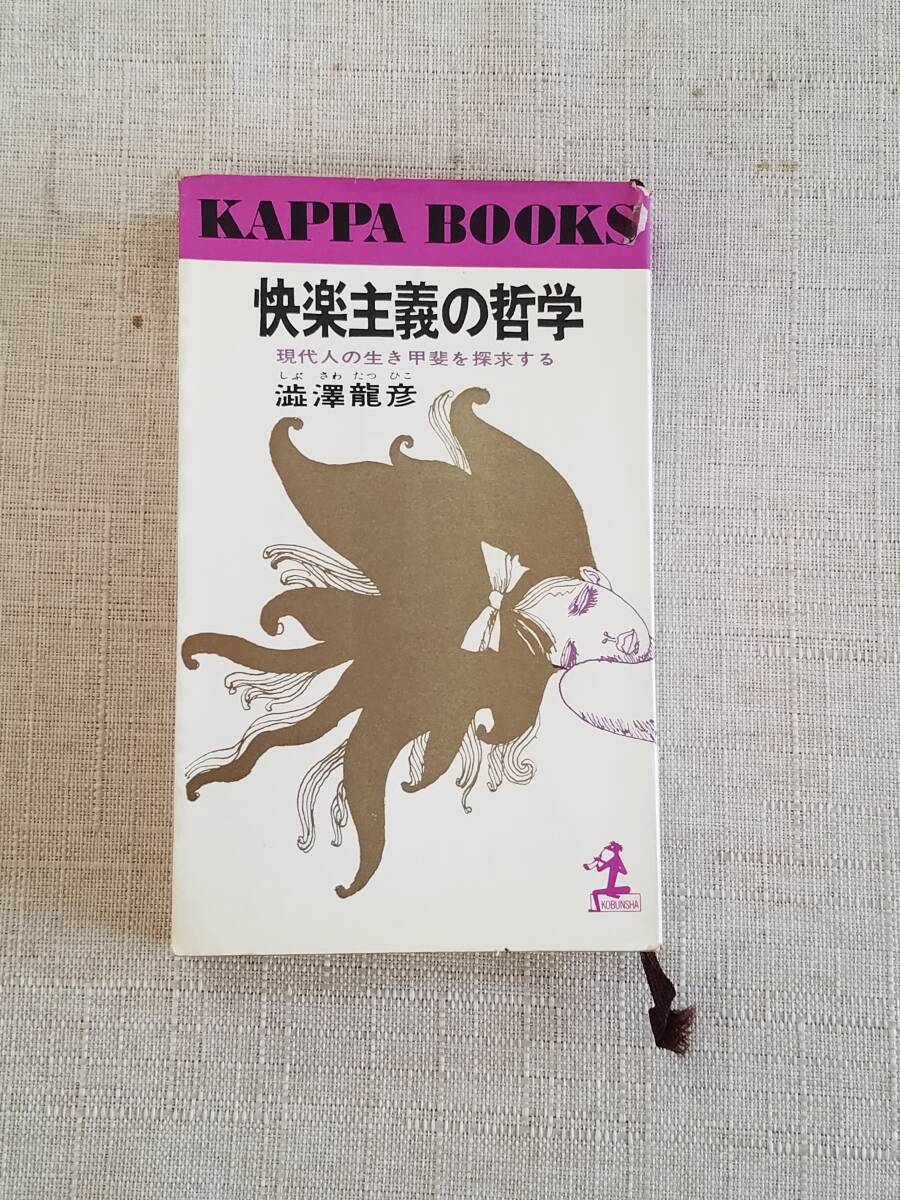 KAPPA BOOKS
快楽主義の哲学
現代人の生き甲斐を探求する
しぶ さわ たつ ひこ
澁澤龍彦
KOBUNSHA